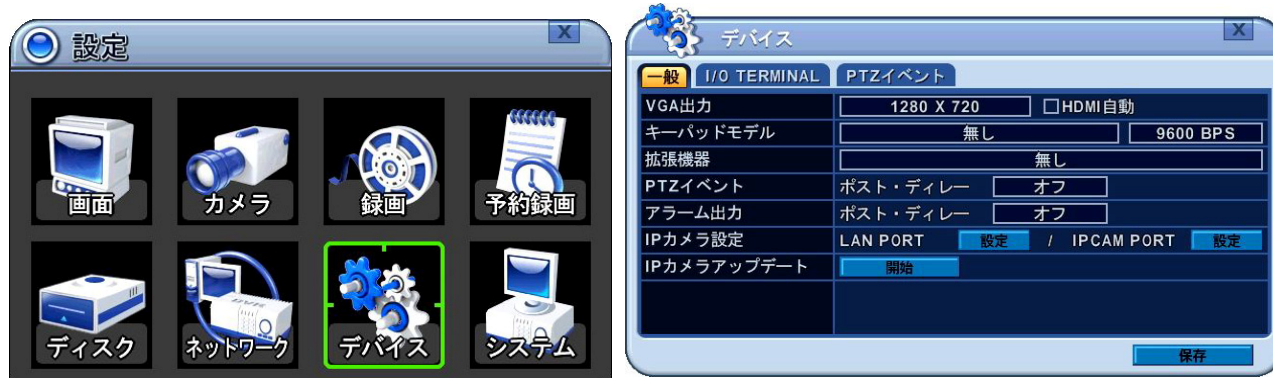 設定
X
画面 カメラ 録画 予約録画
ディスク ネットワーク デバイス システム
デバイス
X
一般 I/O TERMINAL PTZイベント
VGA出力 1280 X 720 HDMI自動
キーパッドモデル 無し 9600 BPS
拡張機器 無し
PTZイベント ポスト・ディレー オフ
アラーム出力 ポスト・ディレー オフ
IPカメラ設定 LAN PORT 設定 / IPCAM PORT 設定
IPカメラアップデート 開始
保存